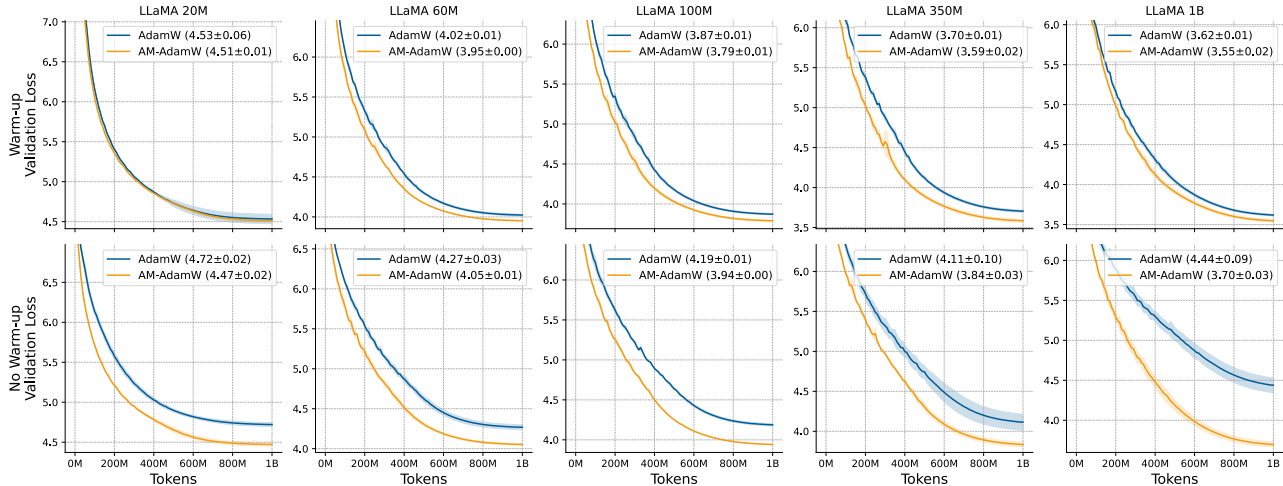 LLaMA 20M
LLaMA 60M
LLaMA 100M
LLaMA 350M
LLaMA 1B
Warm-up
Validation Loss
7.0
6.5
6.0
5.5
5.0
4.5
AdamW (4.53±0.06)
AM-AdamW (4.51±0.01)
6.0
5.5
5.0
4.5
4.0
AdamW (4.02±0.01)
AM-AdamW (3.95±0.00)
6.0
5.5
5.0
4.5
4.0
AdamW (3.87±0.01)
AM-AdamW (3.79±0.01)
6.0
5.5
5.0
4.5
4.0
3.5
AdamW (3.70±0.01)
AM-AdamW (3.59±0.02)
6.0
5.5
5.0
4.5
4.0
3.5
AdamW (3.62±0.01)
AM-AdamW (3.55±0.02)
No Warm-up
Validation Loss
6.5
6.0
5.5
5.0
4.5
AdamW (4.72±0.02)
AM-AdamW (4.47±0.02)
0M 200M 400M 600M 800M 1B
Tokens
6.5
6.0
5.5
5.0
4.5
4.0
AdamW (4.27±0.03)
AM-AdamW (4.05±0.01)
0M 200M 400M 600M 800M 1B
Tokens
6.0
5.5
5.0
4.5
4.0
AdamW (4.19±0.01)
AM-AdamW (3.94±0.00)
0M 200M 400M 600M 800M 1B
Tokens
6.0
5.5
5.0
4.5
4.0
AdamW (4.11±0.10)
AM-AdamW (3.84±0.03)
0M 200M 400M 600M 800M 1B
Tokens
6.0
5.5
5.0
4.5
4.0
AdamW (4.44±0.09)
AM-AdamW (3.70±0.03)
0M 200M 400M 600M 800M 1B
Tokens